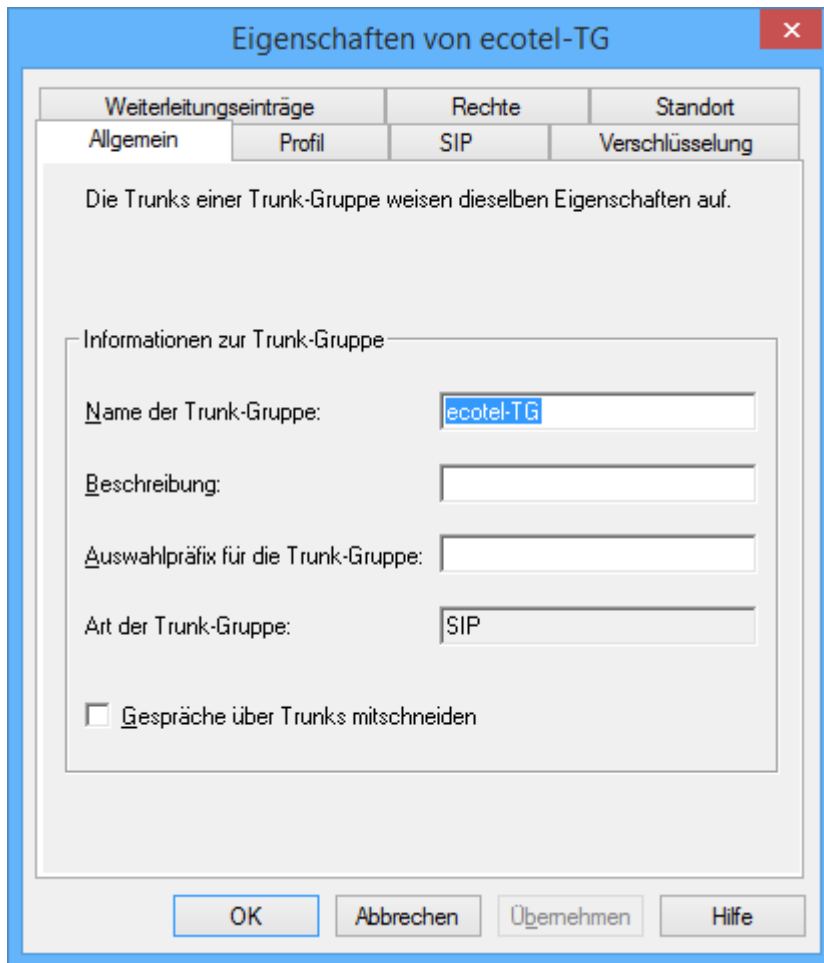 Eigenschaften von ecotel-TG
Weiterleitungseinträge Rechte Standort
Allgemein Profil SIP Verschlüsselung
Die Trunks einer Trunk-Gruppe weisen dieselben Eigenschaften auf.
Informationen zur Trunk-Gruppe
Name der Trunk-Gruppe: ecotel-TG
Beschreibung:
Auswahlpräfix für die Trunk-Gruppe:
Art der Trunk-Gruppe: SIP
Gespräche über Trunks mitschneiden
OK Abbrechen Übernehmen Hilfe